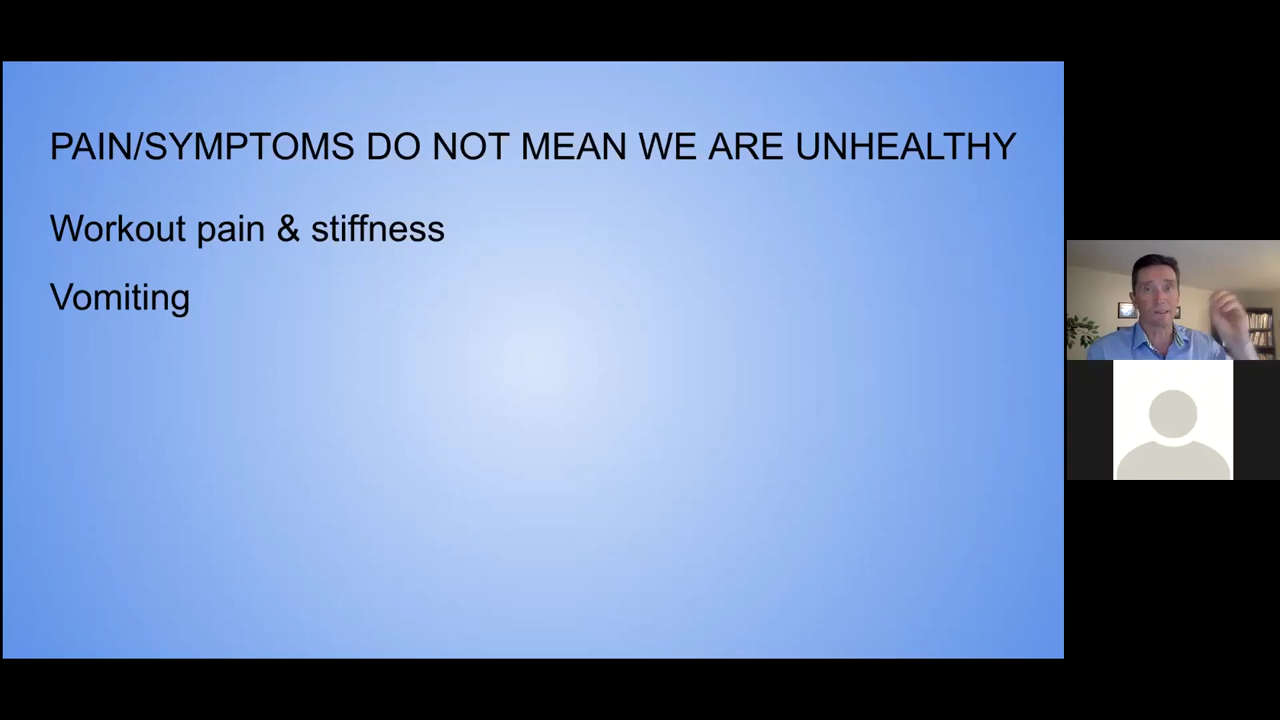 PAIN/SYMPTOMS DO NOT MEAN WE ARE UNHEALTHY
Workout pain & stiffness
Vomiting